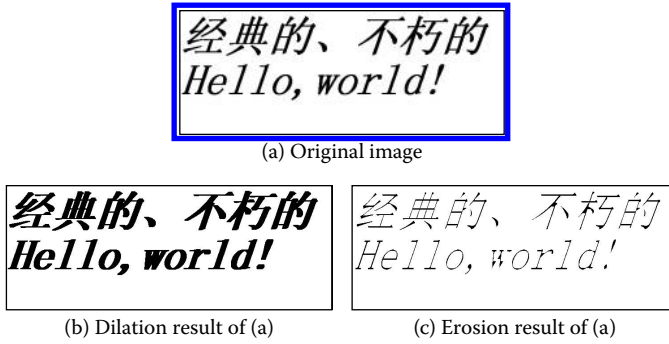 经典的、不朽的
Hello,world!
(a) Original image
经典的、不朽的
Hello,world!
(b) Dilation result of (a)
经典的、不朽的
Hello,world!
(c) Erosion result of (a)